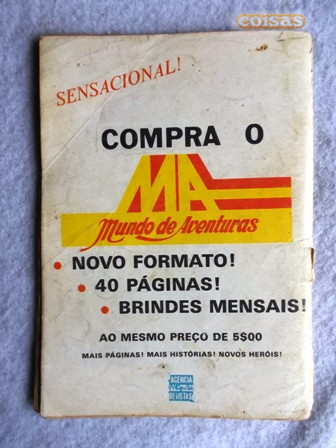 coisas
SENSACIONAL!
COMPRA O
MA
Mundo de Aventuras
• NOVO FORMATO!
• 40 PÁGINAS!
• BRINDES MENSAIS!
AO MESMO PREÇO DE 5$00
MAIS PÁGINAS! MAIS HISTÓRIAS! NOVOS HERÓIS!
AGENCIA
REVISTAS